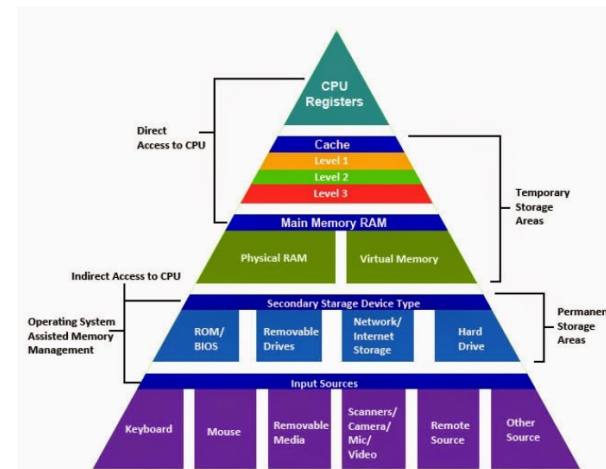 CPU
Registers
Direct
Access to CPU
Cache
Level 1
Level 2
Level 3
Temporary
Storage
Areas
Main Memory RAM
Physical RAM
Virtual Memory
Indirect Access to CPU
Operating System
Assisted Memory
Management
Secondary Storage Device Type
ROM/
BIOS
Removable
Drives
Network/
Internet
Storage
Hard
Drive
Permanen
Storage
Areas
Input Sources
Keyboard
Mouse
Removable
Media
Scanners/
Camera/
Mic/
Video
Remote
Source
Other
Source